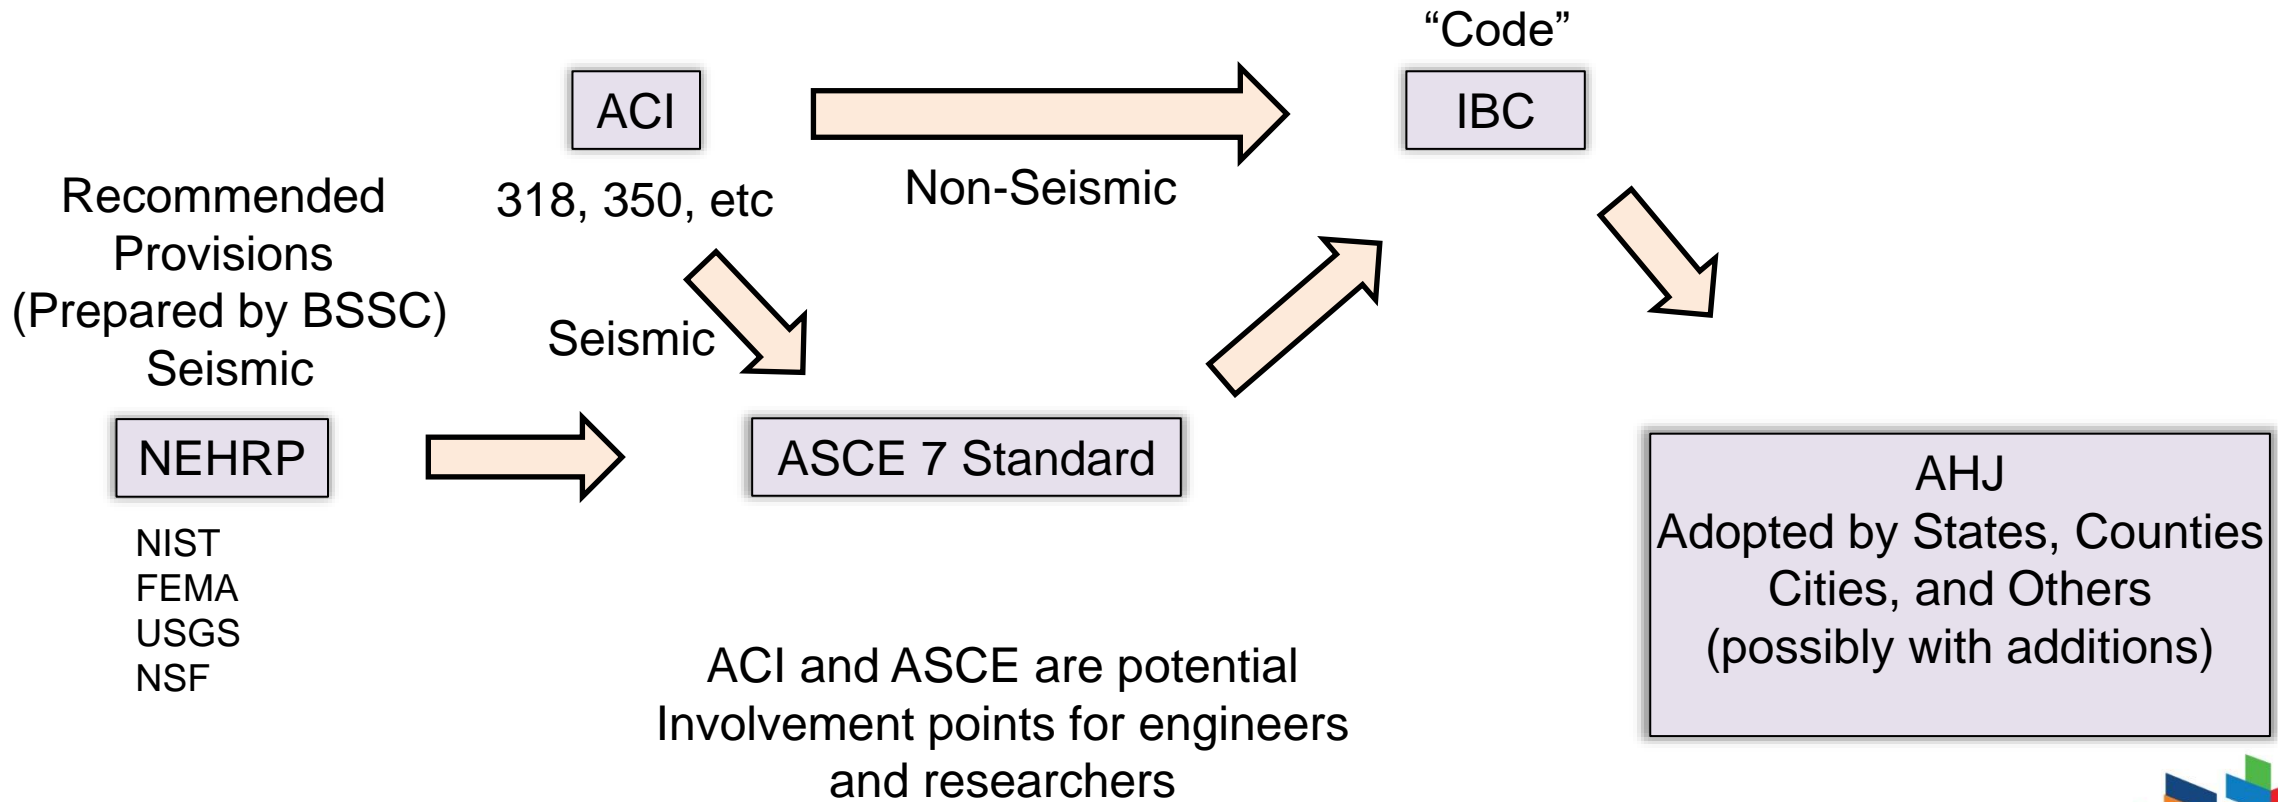 “Code”
ACI
IBC
318, 350, etc
Non-Seismic
Recommended
Provisions
(Prepared by BSSC)
Seismic
Seismic
NEHRP
ASCE 7 Standard
NIST
FEMA
USGS
NSF
AHJ
Adopted by States, Counties
Cities, and Others
(possibly with additions)
ACI and ASCE are potential
Involvement points for engineers
and researchers